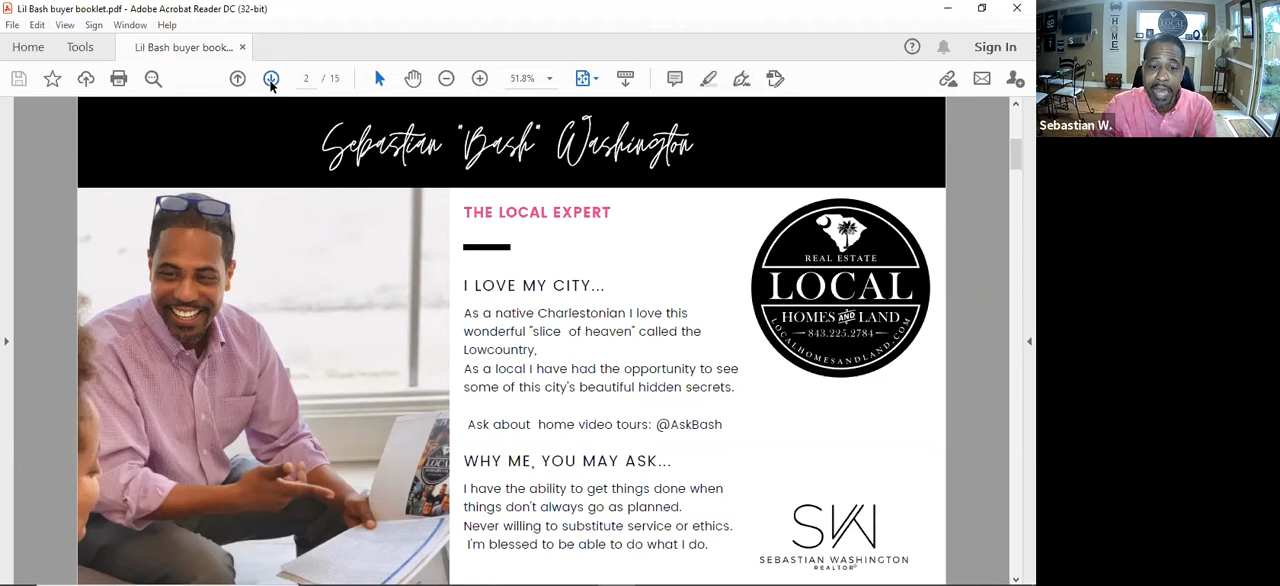 Lil Bash buyer booklet.pdf - Adobe Acrobat Reader DC (32-bit)
File Edit View Sign Window Help
Home Tools Lil Bash buyer book... × Sign In
2 / 15 51.8%
Sebastian "Bash" Washington
THE LOCAL EXPERT
I LOVE MY CITY...
As a native Charlestonian I love this
wonderful "slice of heaven" called the
Lowcountry,
As a local I have had the opportunity to see
some of this city's beautiful hidden secrets.
Ask about home video tours: @AskBash
WHY ME, YOU MAY ASK...
I have the ability to get things done when
things don't always go as planned.
Never willing to substitute service or ethics.
I'm blessed to be able to do what I do.
REAL ESTATE
LOCAL
HOMES AND LAND
843.225.2784
LOCALHOMESANDLAND.COM
SW
SEBASTIAN WASHINGTON
REALTOR®
HOME
LOCAL
Sebastian W.